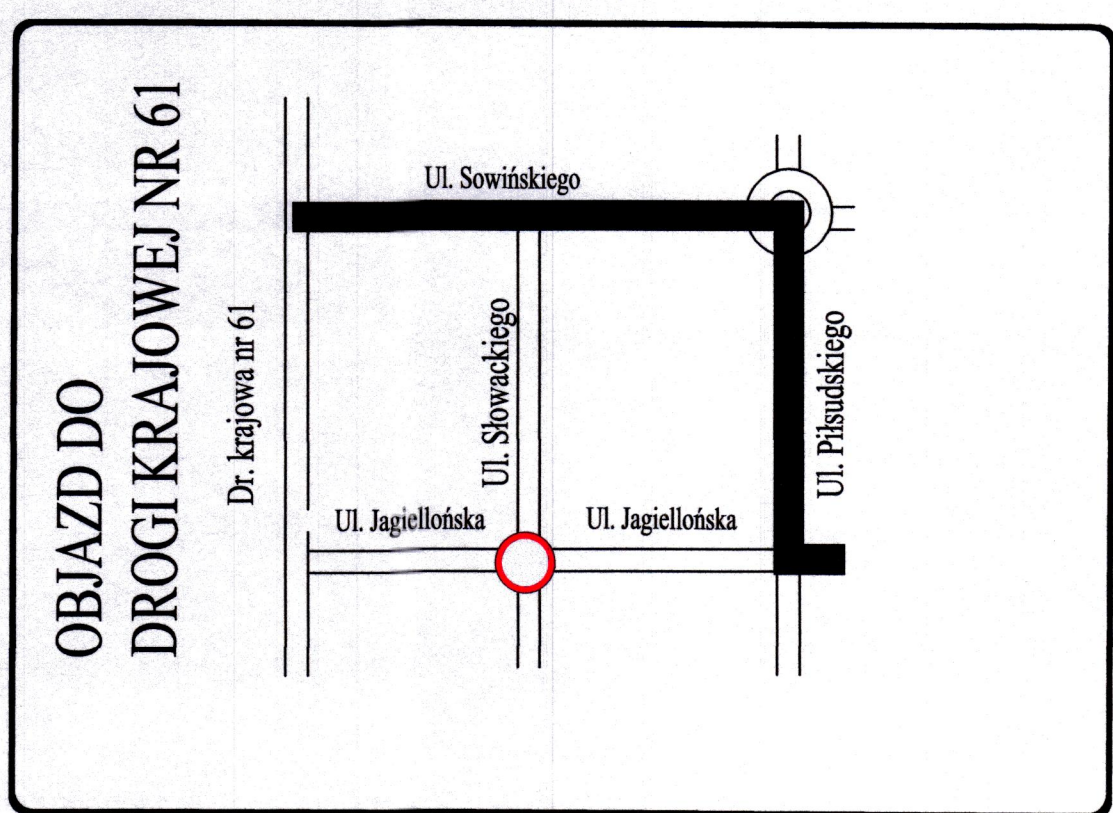 OBJAZD DO
DROGI KRAJOWEJ NR 61
Dr. krajowa nr 61
Ul. Sowińskiego
Ul. Słowackiego
Ul. Jagiellońska
Ul. Jagiellońska
Ul. Piłsudskiego